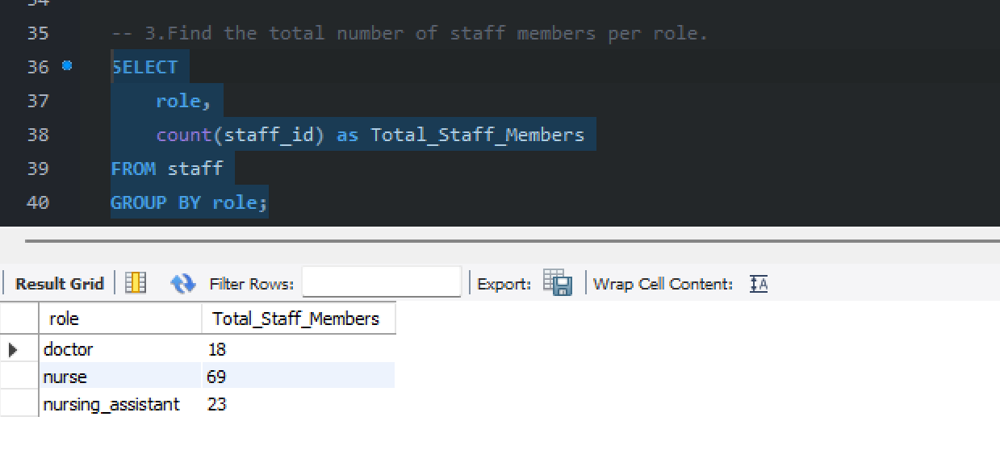 34
35 -- 3.Find the total number of staff members per role.
36 SELECT
37 role,
38 count(staff_id) as Total_Staff_Members
39 FROM staff
40 GROUP BY role;
Result Grid Filter Rows: Export: Wrap Cell Content: IA
role Total_Staff_Members
doctor 18
nurse 69
nursing_assistant 23